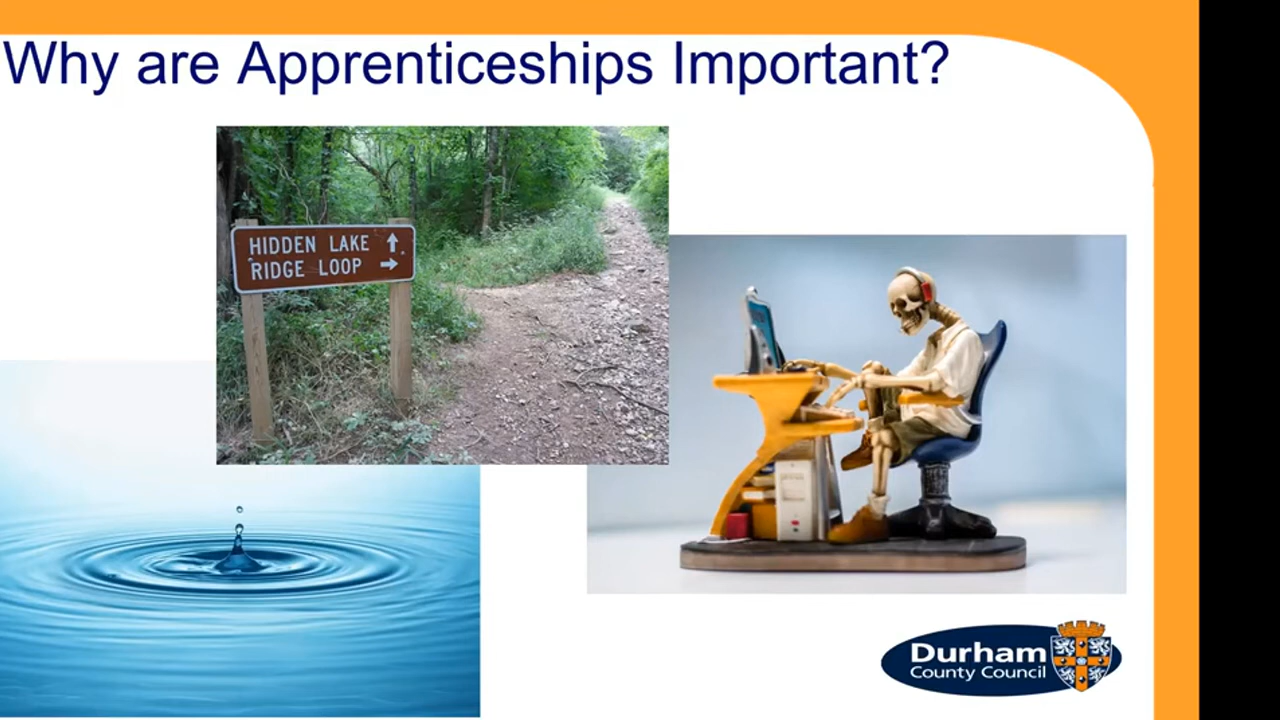 Why are Apprenticeships Important?
HIDDEN LAKE ↑
RIDGE LOOP →
Durham
County Council